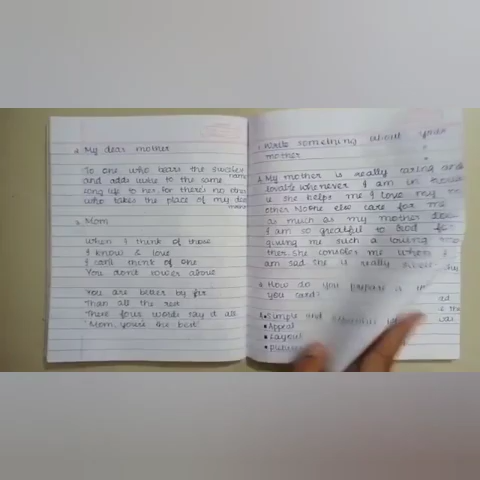 My dear mother
To one who bears the sweetest name
and adds lustre to the same
Long life to her, for there's no other
who takes the place of my dear mother
Mom
When I think of those
I know & love
I can't think of one
You don't tower above
You are better by far
Than all the rest
These four words say it all
"Mom, you're the best"
Write something about your
mother
My mother is really caring and
lovable whenever I am in
she helps me I love my
other. No one else care for me
as much as my mother
I am so greatful to God for
giving me such a loving mo
ther. She consoles me when I
am sad. She is really
How do you prepare
you card?
Simple and
• Appeal
• Layout